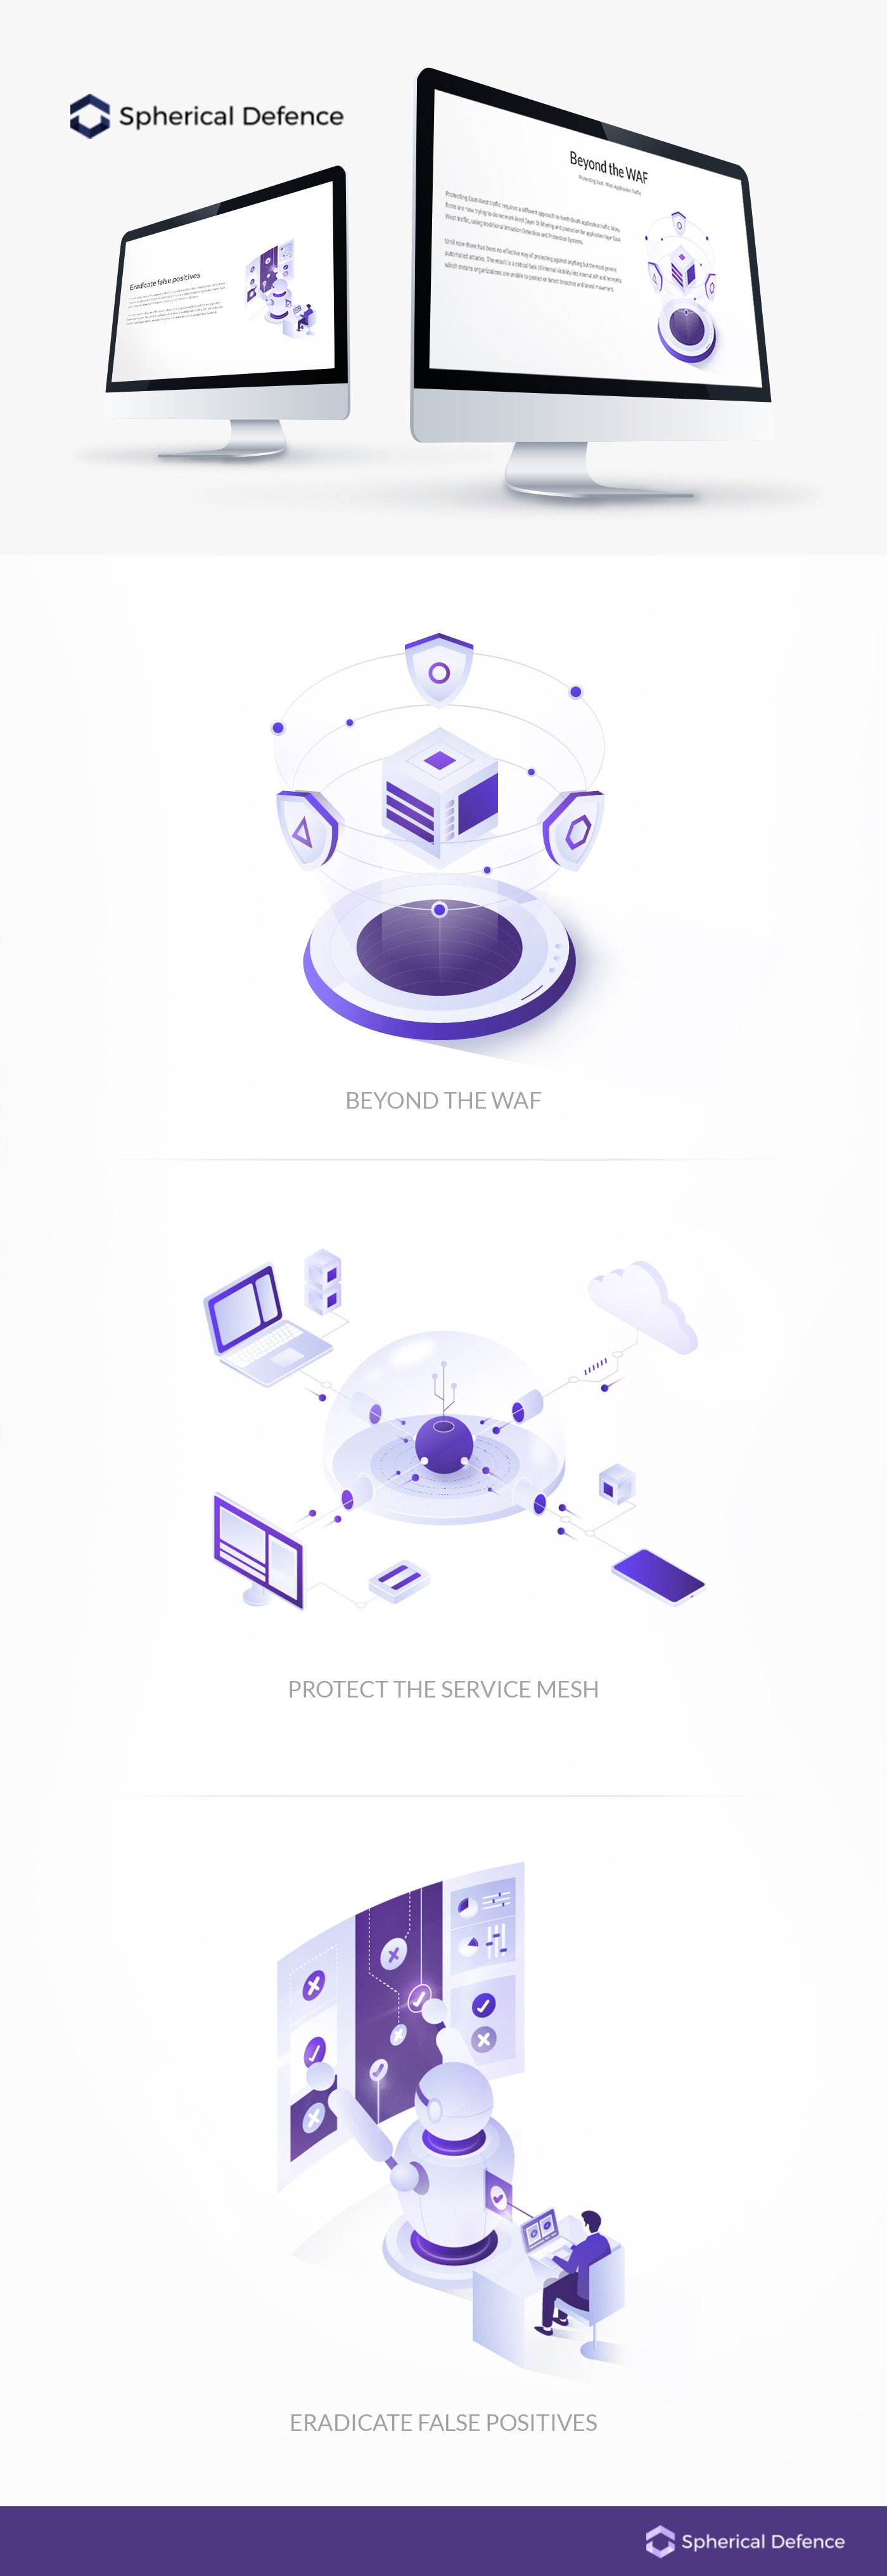 Spherical Defence
Beyond the WAF
Protecting East-West Application Traffic
Protecting East-West traffic requires a different approach to North-South application traffic. Many
firms are now trying to do network-level (layer 3) filtering and protection for application layer East-
West traffic, using traditional Intrusion Detection and Protection Systems.
Until now there has been no effective way of protecting against anything but the most generic
automated attacks. The result is a critical lack of internal visibility into internal API and networks,
which means organizations are unable to protect or detect breaches and lateral movement.
Eradicate false positives
BEYOND THE WAF
PROTECT THE SERVICE MESH
ERADICATE FALSE POSITIVES
Spherical Defence